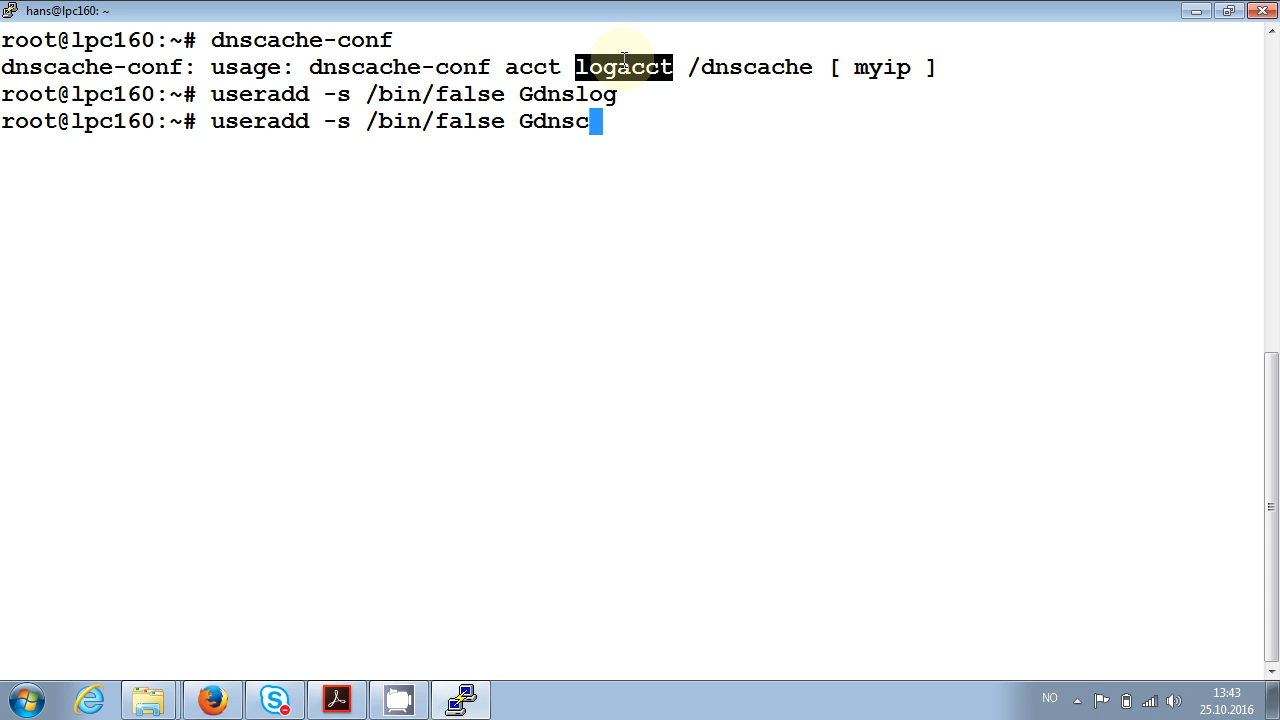 hans@lpc160: ~
root@lpc160:~# dnscache-conf
dnscache-conf: usage: dnscache-conf acct logacct /dnscache [ myip ]
root@lpc160:~# useradd -s /bin/false Gdnslog
root@lpc160:~# useradd -s /bin/false Gdnsc
NO
13:43
25.10.2016